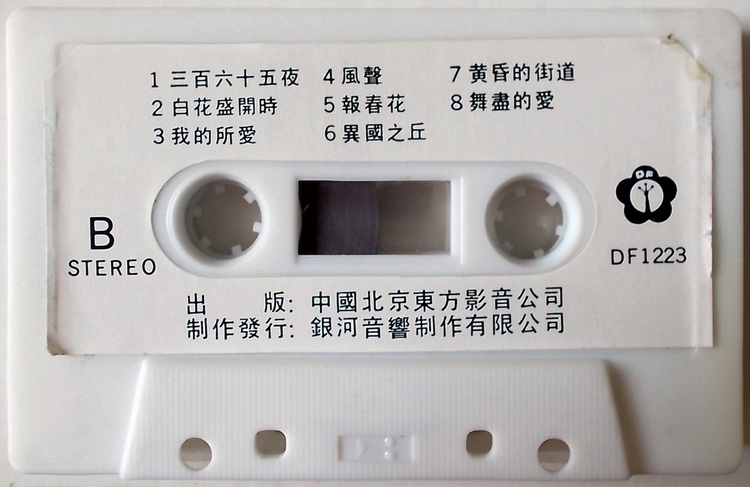 1 三百六十五夜
2 白花盛開時
3 我的所愛
4 風聲
5 報春花
6 異國之丘
7 黄昏的街道
8 舞盡的愛
DF
B
STEREO
DF1223
出　　版: 中國北京東方影音公司
制作發行: 銀河音響制作有限公司